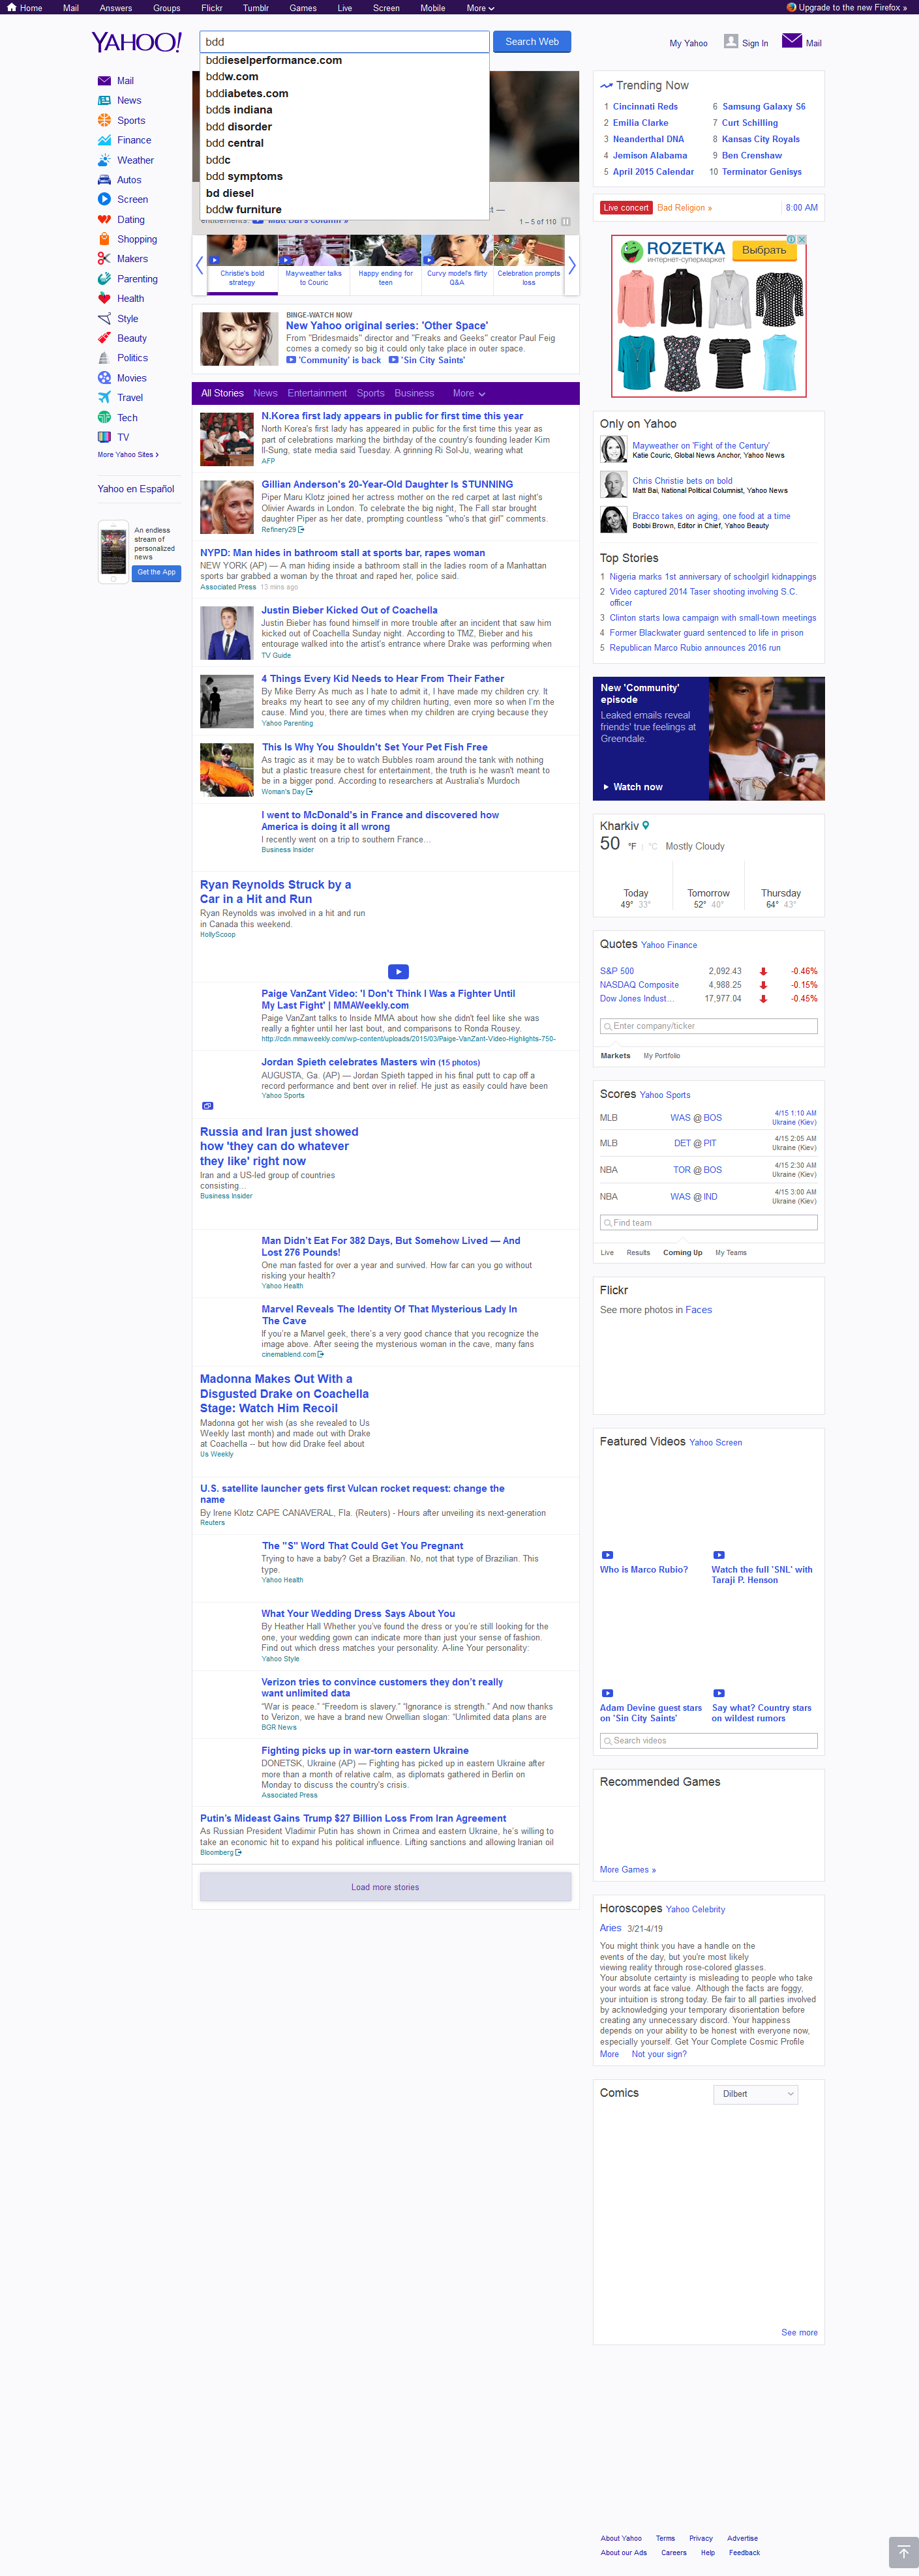 Home Mail Answers Groups Flickr Tumblr Games Live Screen Mobile More
Upgrade to the new Firefox »
YAHOO!
bdd
Search Web
My Yahoo Sign In Mail
bddieselperformance.com
bddw.com
bddiabetes.com
bdds indiana
bdd disorder
bdd central
bddc
bdd symptoms
bd diesel
bddw furniture
Mail
News
Sports
Finance
Weather
Autos
Screen
Dating
Shopping
Makers
Parenting
Health
Style
Beauty
Politics
Movies
Travel
Tech
TV
More Yahoo Sites
Yahoo en Español
An endless
stream of
personalized
news
Get the App
1 – 5 of 110
Christie's bold
strategy
Mayweather talks
to Couric
Happy ending for
teen
Curvy model's flirty
Q&A
Celebration prompts
loss
BINGE-WATCH NOW
New Yahoo original series: 'Other Space'
From "Bridesmaids" director and "Freaks and Geeks" creator Paul Feig
comes a comedy so big it could only take place in outer space.
'Community' is back 'Sin City Saints'
All Stories News Entertainment Sports Business More
N.Korea first lady appears in public for first time this year
North Korea's first lady has appeared in public for the first time this year as
part of celebrations marking the birthday of the country's founding leader Kim
Il-Sung, state media said Tuesday. A grinning Ri Sol-Ju, wearing what
AFP
Gillian Anderson's 20-Year-Old Daughter Is STUNNING
Piper Maru Klotz joined her actress mother on the red carpet at last night's
Olivier Awards in London. To celebrate the big night, The Fall star brought
daughter Piper as her date, prompting countless "who's that girl" comments.
Refinery29
NYPD: Man hides in bathroom stall at sports bar, rapes woman
NEW YORK (AP) — A man hiding inside a bathroom stall in the ladies room of a Manhattan
sports bar grabbed a woman by the throat and raped her, police said.
Associated Press 13 mins ago
Justin Bieber Kicked Out of Coachella
Justin Bieber has found himself in more trouble after an incident that saw him
kicked out of Coachella Sunday night. According to TMZ, Bieber and his
entourage walked into the artist's entrance where Drake was performing when
TV Guide
4 Things Every Kid Needs to Hear From Their Father
By Mike Berry As much as I hate to admit it, I have made my children cry. It
breaks my heart to see any of my children hurting, even more so when I'm the
cause. Mind you, there are times when my children are crying because they
Yahoo Parenting
This Is Why You Shouldn't Set Your Pet Fish Free
As tragic as it may be to watch Bubbles roam around the tank with nothing
but a plastic treasure chest for entertainment, the truth is he wasn't meant to
be in a bigger pond. According to researchers at Australia's Murdoch
Woman's Day
I went to McDonald's in France and discovered how
America is doing it all wrong
I recently went on a trip to southern France…
Business Insider
Ryan Reynolds Struck by a
Car in a Hit and Run
Ryan Reynolds was involved in a hit and run
in Canada this weekend.
HollyScoop
Paige VanZant Video: 'I Don't Think I Was a Fighter Until
My Last Fight' | MMAWeekly.com
Paige VanZant talks to Inside MMA about how she didn't feel like she was
really a fighter until her last bout, and comparisons to Ronda Rousey.
http://cdn.mmaweekly.com/wp-content/uploads/2015/03/Paige-VanZant-Video-Highlights-750-
Jordan Spieth celebrates Masters win (15 photos)
AUGUSTA, Ga. (AP) — Jordan Spieth tapped in his final putt to cap off a
record performance and bent over in relief. He just as easily could have been
Yahoo Sports
Russia and Iran just showed
how 'they can do whatever
they like' right now
Iran and a US-led group of countries
consisting…
Business Insider
Man Didn't Eat For 382 Days, But Somehow Lived — And
Lost 276 Pounds!
One man fasted for over a year and survived. How far can you go without
risking your health?
Yahoo Health
Marvel Reveals The Identity Of That Mysterious Lady In
The Cave
If you're a Marvel geek, there's a very good chance that you recognize the
image above. After seeing the mysterious woman in the cave, many fans
cinemablend.com
Madonna Makes Out With a
Disgusted Drake on Coachella
Stage: Watch Him Recoil
Madonna got her wish (as she revealed to Us
Weekly last month) and made out with Drake
at Coachella -- but how did Drake feel about
Us Weekly
U.S. satellite launcher gets first Vulcan rocket request: change the
name
By Irene Klotz CAPE CANAVERAL, Fla. (Reuters) - Hours after unveiling its next-generation
Reuters
The "S" Word That Could Get You Pregnant
Trying to have a baby? Get a Brazilian. No, not that type of Brazilian. This
type.
Yahoo Health
What Your Wedding Dress Says About You
By Heather Hall Whether you've found the dress or you're still looking for the
one, your wedding gown can indicate more than just your sense of fashion.
Find out which dress matches your personality. A-line Your personality:
Yahoo Style
Verizon tries to convince customers they don't really
want unlimited data
"War is peace." "Freedom is slavery." "Ignorance is strength." And now thanks
to Verizon, we have a brand new Orwellian slogan: "Unlimited data plans are
BGR News
Fighting picks up in war-torn eastern Ukraine
DONETSK, Ukraine (AP) — Fighting has picked up in eastern Ukraine after
more than a month of relative calm, as diplomats gathered in Berlin on
Monday to discuss the country's crisis.
Associated Press
Putin's Mideast Gains Trump $27 Billion Loss From Iran Agreement
As Russian President Vladimir Putin has shown in Crimea and eastern Ukraine, he's willing to
take an economic hit to expand his political influence. Lifting sanctions and allowing Iranian oil
Bloomberg
Load more stories
Trending Now
1 Cincinnati Reds
2 Emilia Clarke
3 Neanderthal DNA
4 Jemison Alabama
5 April 2015 Calendar
6 Samsung Galaxy S6
7 Curt Schilling
8 Kansas City Royals
9 Ben Crenshaw
10 Terminator Genisys
Live concert Bad Religion » 8:00 AM
ROZETKA
интернет-супермаркет
Выбрать
Only on Yahoo
Mayweather on 'Fight of the Century'
Katie Couric, Global News Anchor, Yahoo News
Chris Christie bets on bold
Matt Bai, National Political Columnist, Yahoo News
Bracco takes on aging, one food at a time
Bobbi Brown, Editor in Chief, Yahoo Beauty
Top Stories
1 Nigeria marks 1st anniversary of schoolgirl kidnappings
2 Video captured 2014 Taser shooting involving S.C.
officer
3 Clinton starts Iowa campaign with small-town meetings
4 Former Blackwater guard sentenced to life in prison
5 Republican Marco Rubio announces 2016 run
New 'Community'
episode
Leaked emails reveal
friends' true feelings at
Greendale.
Watch now
Kharkiv
50 °F | °C Mostly Cloudy
Today Tomorrow Thursday
49° 33° 52° 40° 64° 43°
Quotes Yahoo Finance
S&P 500 2,092.43 -0.46%
NASDAQ Composite 4,988.25 -0.15%
Dow Jones Indust… 17,977.04 -0.45%
Enter company/ticker
Markets My Portfolio
Scores Yahoo Sports
MLB WAS @ BOS 4/15 1:10 AM
Ukraine (Kiev)
MLB DET @ PIT 4/15 2:05 AM
Ukraine (Kiev)
NBA TOR @ BOS 4/15 2:30 AM
Ukraine (Kiev)
NBA WAS @ IND 4/15 3:00 AM
Ukraine (Kiev)
Find team
Live Results Coming Up My Teams
Flickr
See more photos in Faces
Featured Videos Yahoo Screen
Who is Marco Rubio?
Watch the full 'SNL' with
Taraji P. Henson
Adam Devine guest stars
on 'Sin City Saints'
Say what? Country stars
on wildest rumors
Search videos
Recommended Games
More Games »
Horoscopes Yahoo Celebrity
Aries 3/21-4/19
You might think you have a handle on the
events of the day, but you're most likely
viewing reality through rose-colored glasses.
Your absolute certainty is misleading to people who take
your words at face value. Although the facts are foggy,
your intuition is strong today. Be fair to all parties involved
by acknowledging your temporary disorientation before
creating any unnecessary discord. Your happiness
depends on your ability to be honest with everyone now,
especially yourself. Get Your Complete Cosmic Profile
More Not your sign?
Comics Dilbert
See more
About Yahoo Terms Privacy Advertise
About our Ads Careers Help Feedback